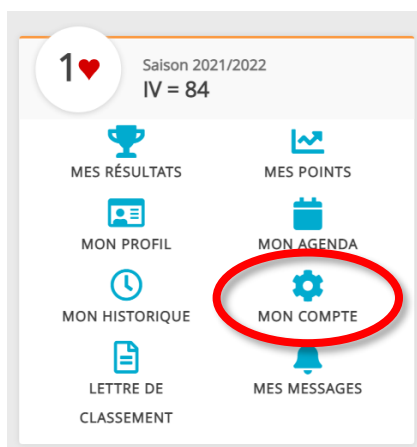 1♥
Saison 2021/2022
IV = 84
MES RÉSULTATS
MES POINTS
MON PROFIL
MON AGENDA
MON HISTORIQUE
MON COMPTE
LETTRE DE
CLASSEMENT
MES MESSAGES